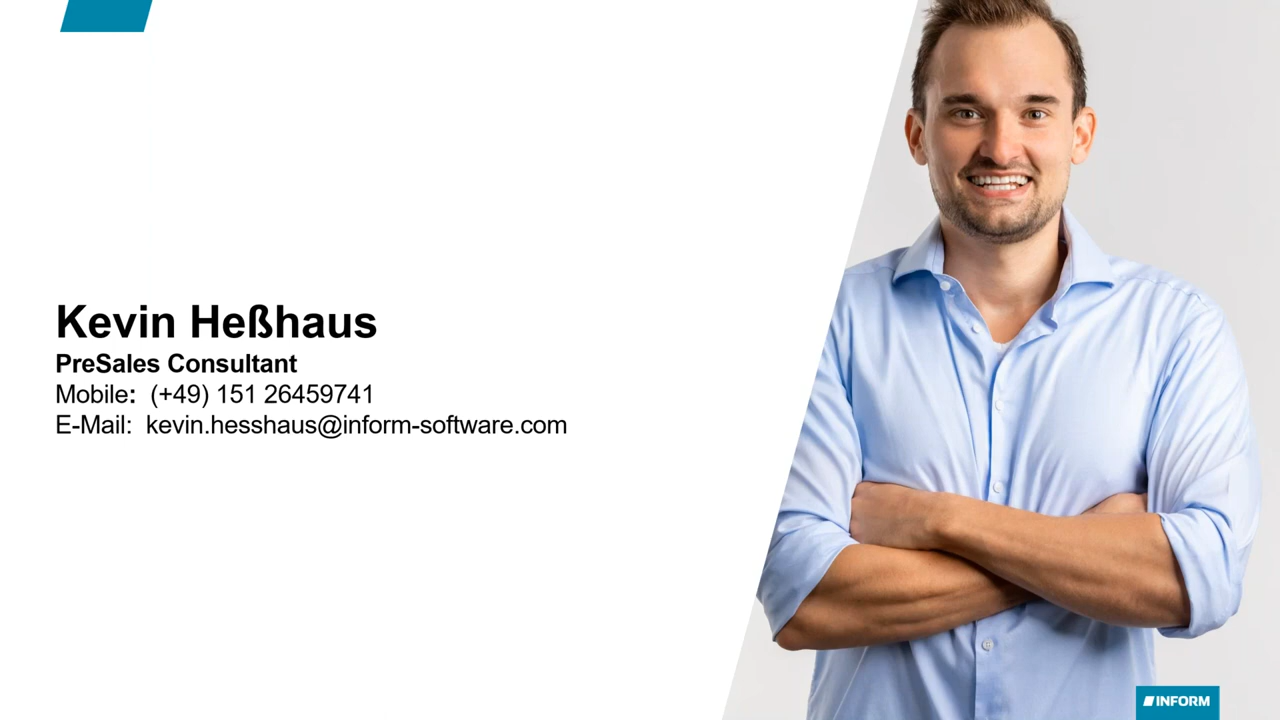 Kevin Heßhaus
PreSales Consultant
Mobile:  (+49) 151 26459741
E-Mail:  kevin.hesshaus@inform-software.com
INFORM